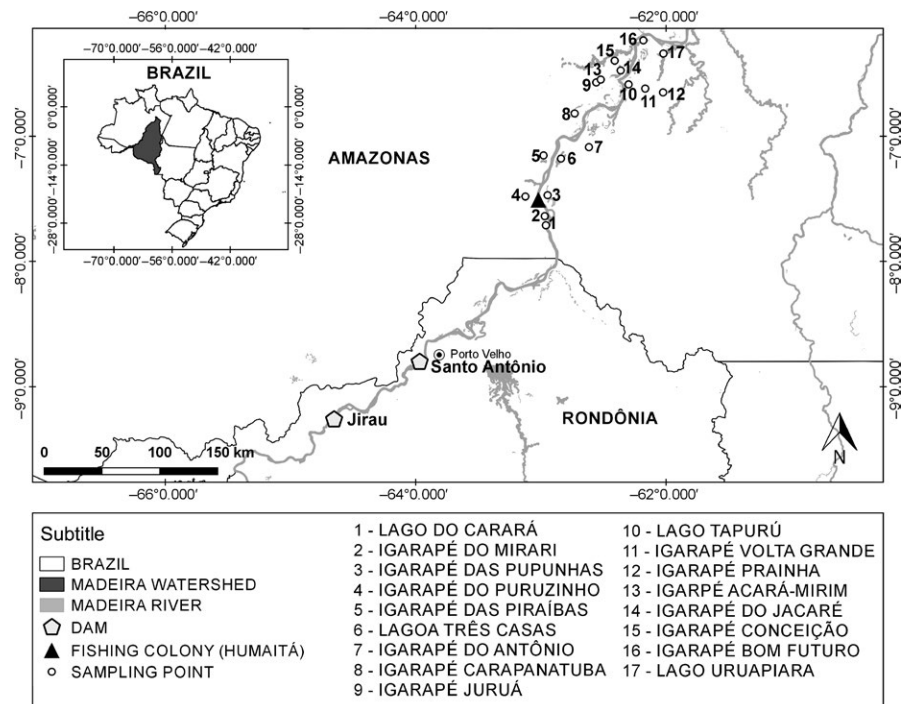 −66°0.000′ −64°0.000′ −62°0.000′
−70°0.000′ −56°0.000′ −42°0.000′
BRAZIL
0°0.000′
−14°0.000′
−28°0.000′
0°0.000′
−14°0.000′
−28°0.000′
−70°0.000′ −56°0.000′ −42°0.000′
−7°0.000′
−8°0.000′
−9°0.000′
−7°0.000′
−8°0.000′
−9°0.000′
AMAZONAS
16
17
15
14
13
9
10
11
12
8
7
5
6
4
3
2
1
Porto Velho
Santo Antônio
Jirau
RONDÔNIA
0 50 100 150 km
N
−66°0.000′ −64°0.000′ −62°0.000′
Subtitle
BRAZIL
MADEIRA WATERSHED
MADEIRA RIVER
DAM
FISHING COLONY (HUMAITÁ)
SAMPLING POINT
1 - LAGO DO CARARÁ
2 - IGARAPÉ DO MIRARI
3 - IGARAPÉ DAS PUPUNHAS
4 - IGARAPÉ DO PURUZINHO
5 - IGARAPÉ DAS PIRAÍBAS
6 - LAGOA TRÊS CASAS
7 - IGARAPÉ DO ANTÔNIO
8 - IGARAPÉ CARAPANATUBA
9 - IGARAPÉ JURUÁ
10 - LAGO TAPURÚ
11 - IGARAPÉ VOLTA GRANDE
12 - IGARAPÉ PRAINHA
13 - IGARPÉ ACARÁ-MIRIM
14 - IGARAPÉ DO JACARÉ
15 - IGARAPÉ CONCEIÇÃO
16 - IGARAPÉ BOM FUTURO
17 - LAGO URUAPIARA